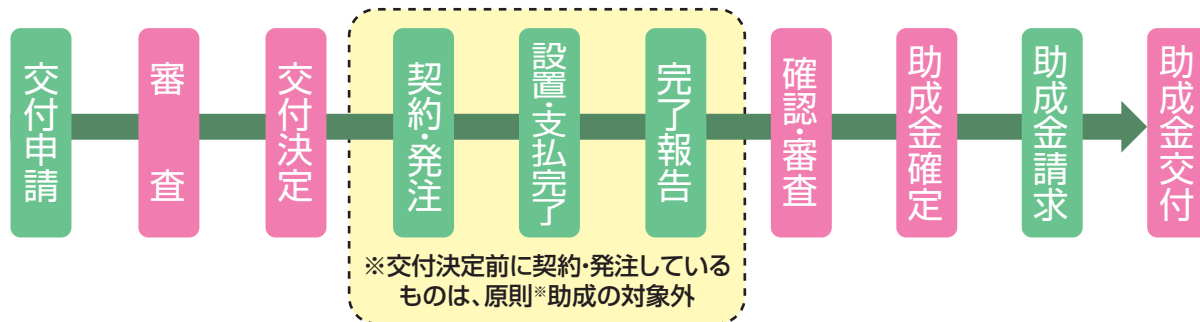 交付申請
審査
交付決定
契約・発注
設置・支払完了
完了報告
確認・審査
助成金確定
助成金請求
助成金交付
※交付決定前に契約・発注している
ものは、原則※助成の対象外